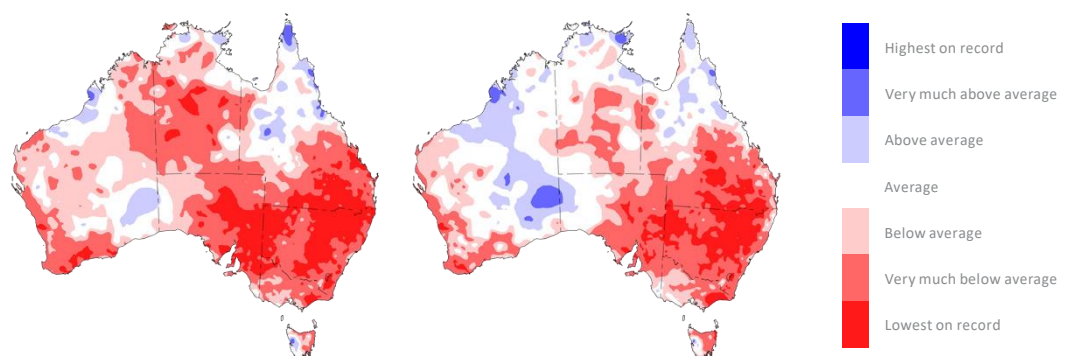 Highest on record
Very much above average
Above average
Average
Below average
Very much below average
Lowest on record